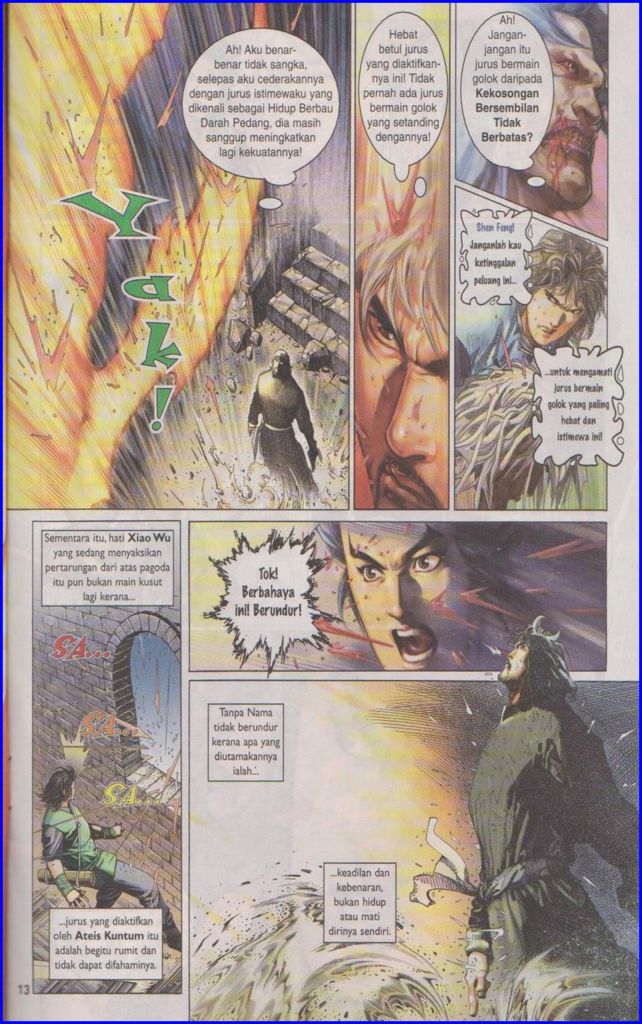 Ah! Aku benar-
benar tidak sangka,
selepas aku cederakannya
dengan jurus istimewaku yang
dikenali sebagai Hidup Berbau
Darah Pedang, dia masih
sanggup meningkatkan
lagi kekuatannya!
Yak!
Hebat
betul jurus
yang diaktifkan-
nya ini! Tidak
pernah ada jurus
bermain golok
yang setanding
dengannya!
Ah!
Jangan-
jangan itu
jurus bermain
golok daripada
Kekosongan
Bersembilan
Tidak
Berbatas?
Shen Feng!
Janganlah kau
ketinggalan
peluang ini...
...untuk mengamati
jurus bermain
golok yang paling
hebat dan
istimewa ini!
Sementara itu, hati Xiao Wu
yang sedang menyaksikan
pertarungan dari atas pagoda
itu pun bukan main kusut
lagi kerana...
SA...
SA...
SA...
...jurus yang diaktifkan
oleh Ateis Kuntum itu
adalah begitu rumit dan
tidak dapat difahaminya.
Tok!
Berbahaya
ini! Berundur!
Tanpa Nama
tidak berundur
kerana apa yang
diutamakannya
ialah...
...keadilan dan
kebenaran,
bukan hidup
atau mati
dirinya sendiri.
13